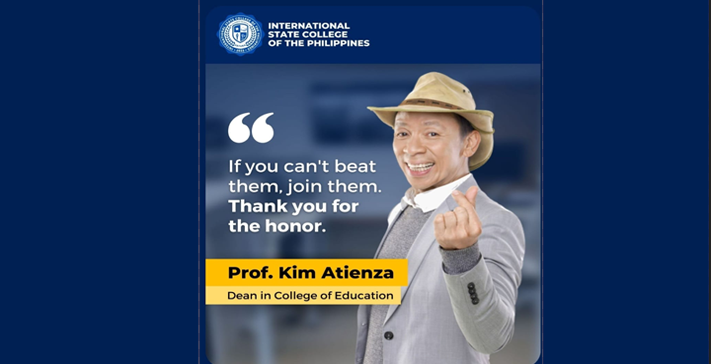 INTERNATIONAL
STATE COLLEGE
OF THE PHILIPPINES
“
If you can't beat
them, join them.
Thank you for
the honor.
Prof. Kim Atienza
Dean in College of Education